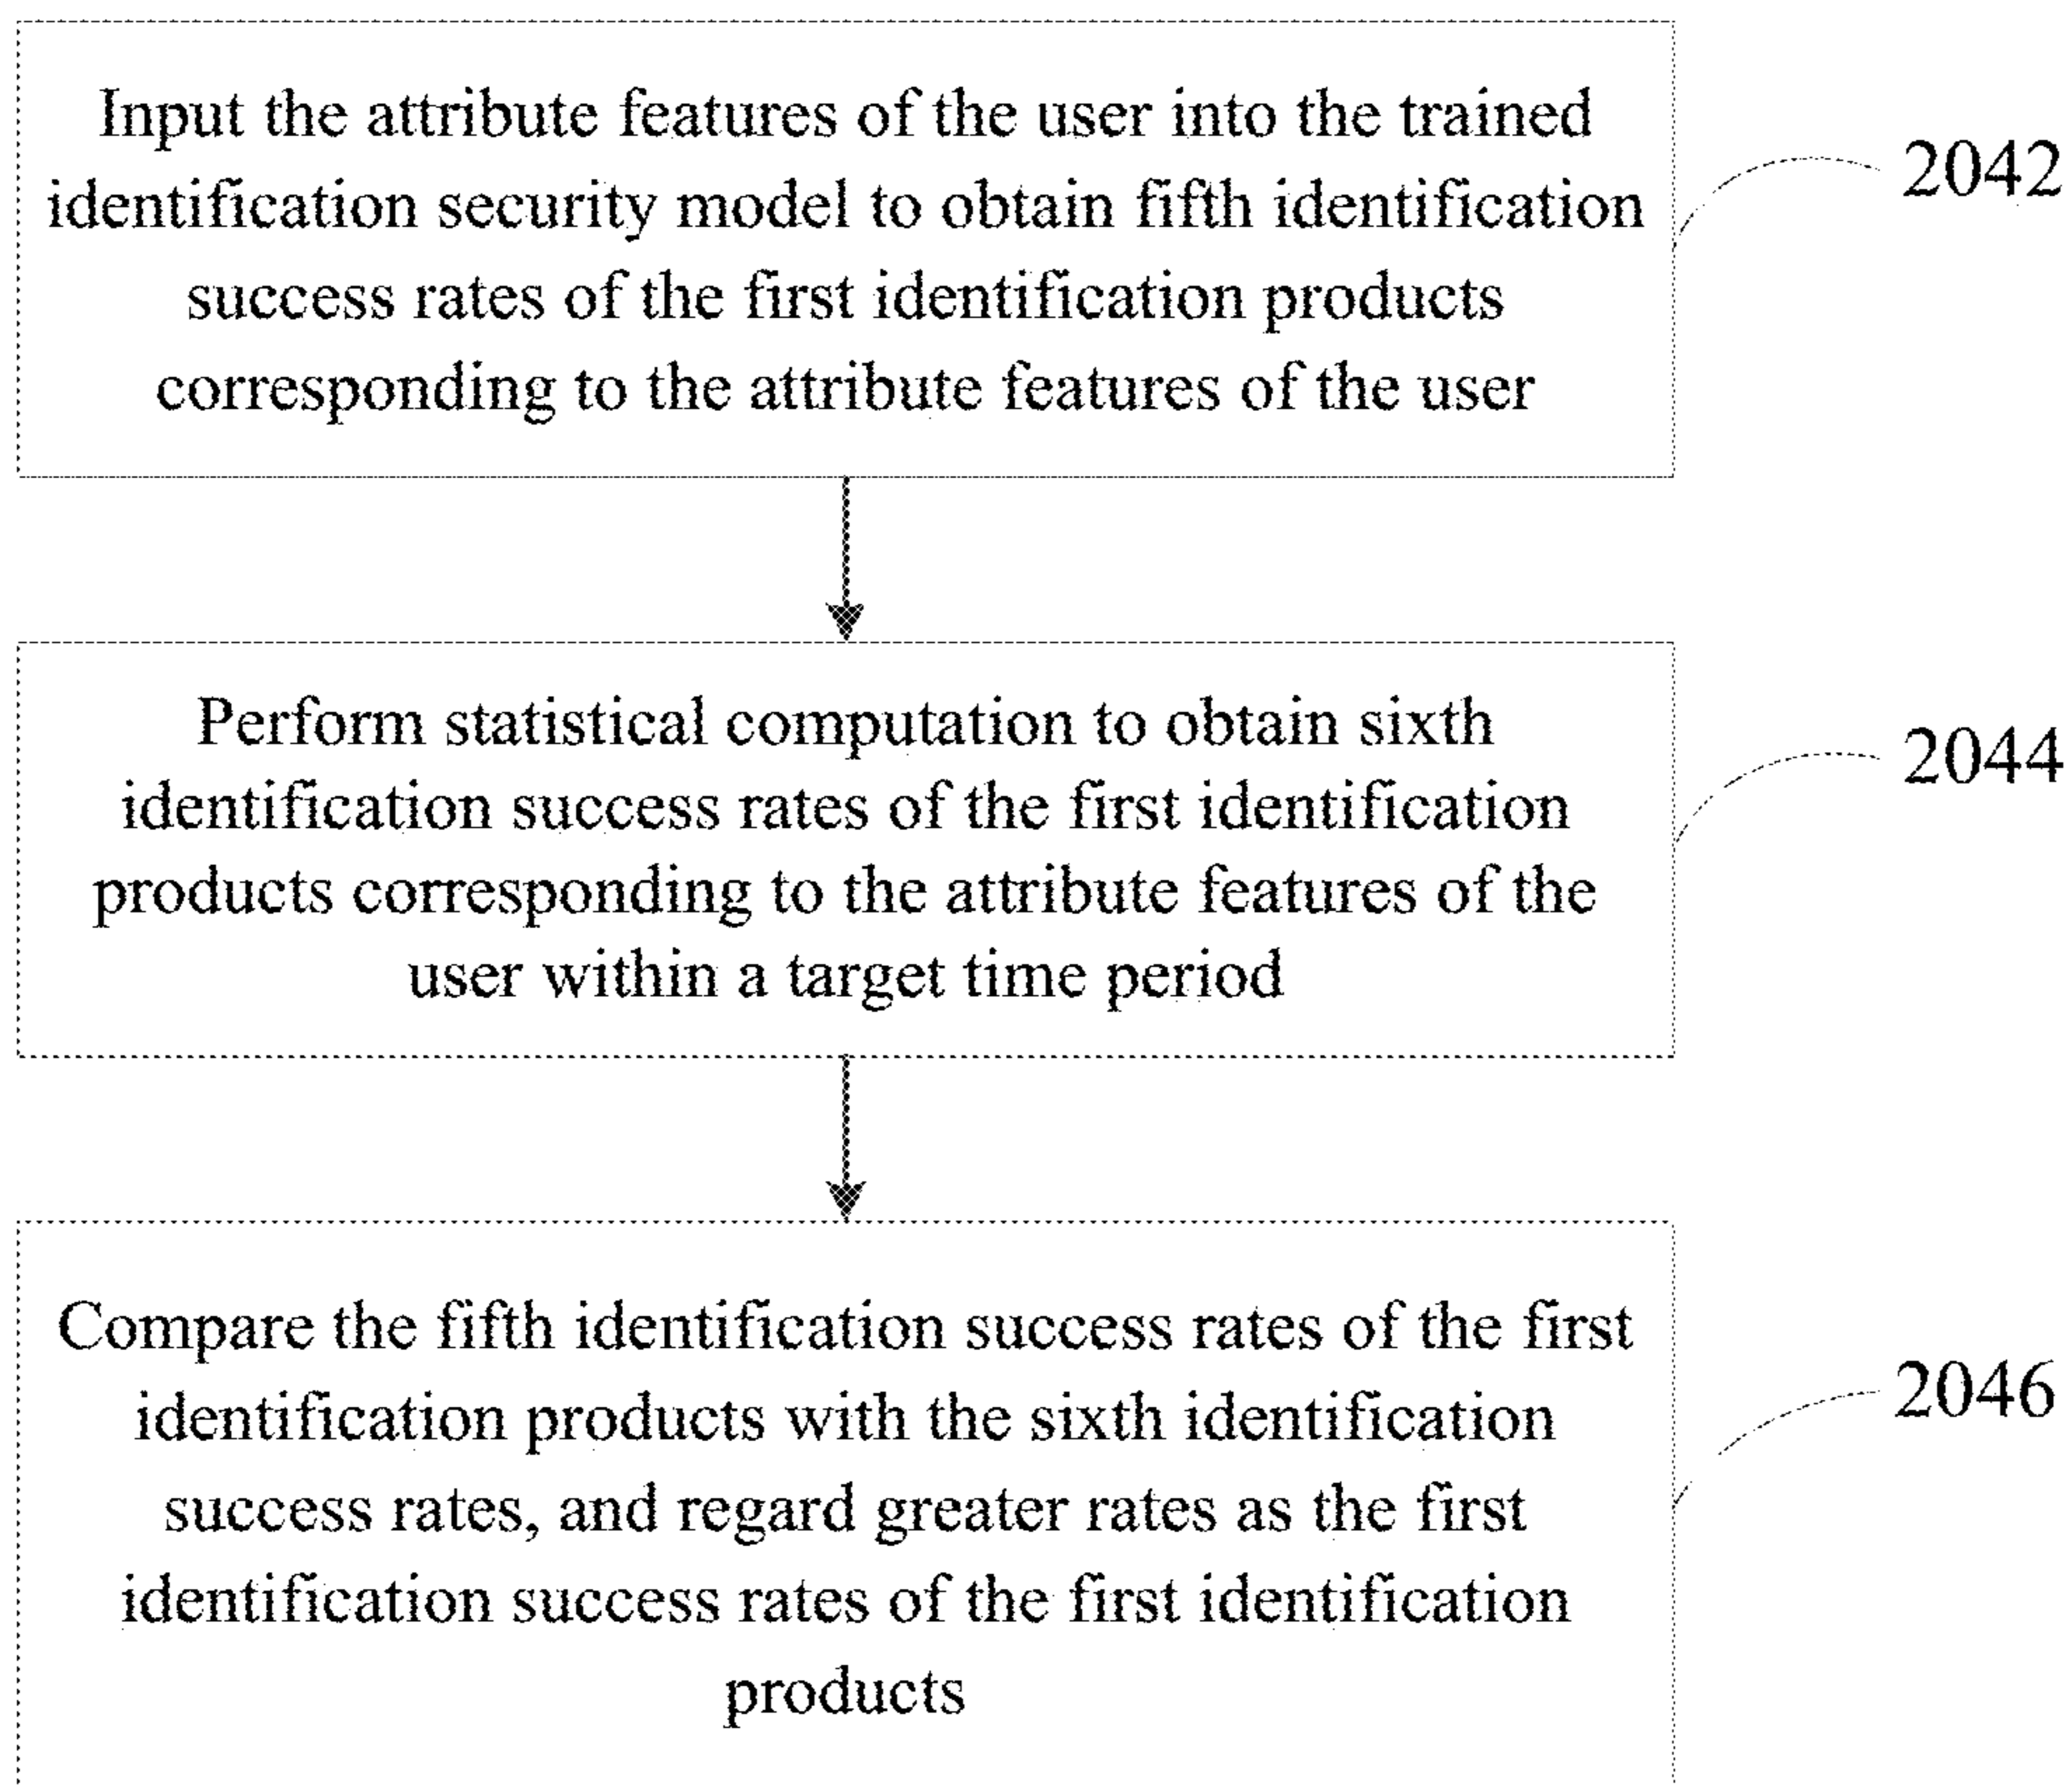 Input the attribute features of the user into the trained
identification security model to obtain fifth identification
success rates of the first identification products
corresponding to the attribute features of the user
2042
Perform statistical computation to obtain sixth
identification success rates of the first identification
products corresponding to the attribute features of the
user within a target time period
2044
Compare the fifth identification success rates of the first
identification products with the sixth identification
success rates, and regard greater rates as the first
identification success rates of the first identification
products
2046